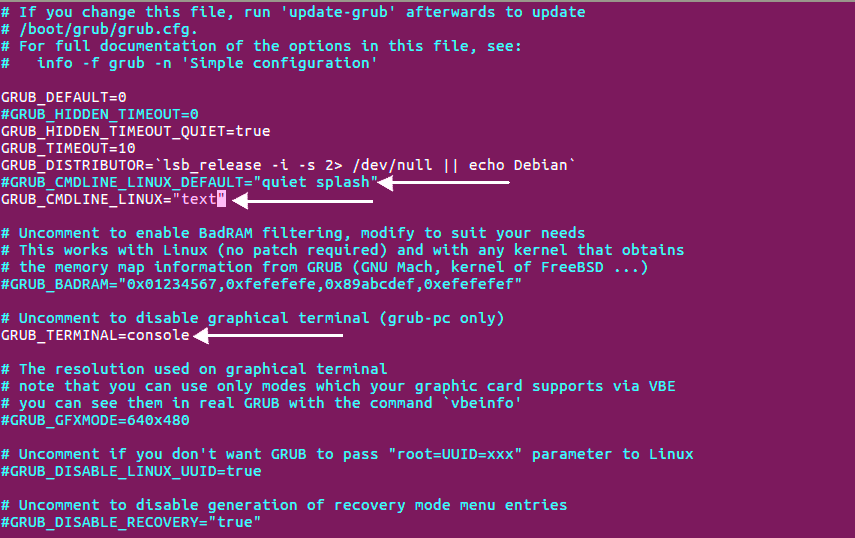 # If you change this file, run 'update-grub' afterwards to update
# /boot/grub/grub.cfg.
# For full documentation of the options in this file, see:
#   info -f grub -n 'Simple configuration'
GRUB_DEFAULT=0
#GRUB_HIDDEN_TIMEOUT=0
GRUB_HIDDEN_TIMEOUT_QUIET=true
GRUB_TIMEOUT=10
GRUB_DISTRIBUTOR=`lsb_release -i -s 2> /dev/null || echo Debian`
#GRUB_CMDLINE_LINUX_DEFAULT="quiet splash"
GRUB_CMDLINE_LINUX="text"
# Uncomment to enable BadRAM filtering, modify to suit your needs
# This works with Linux (no patch required) and with any kernel that obtains
# the memory map information from GRUB (GNU Mach, kernel of FreeBSD ...)
#GRUB_BADRAM="0x01234567,0xfefefefe,0x89abcdef,0xefefefef"
# Uncomment to disable graphical terminal (grub-pc only)
GRUB_TERMINAL=console
# The resolution used on graphical terminal
# note that you can use only modes which your graphic card supports via VBE
# you can see them in real GRUB with the command `vbeinfo'
#GRUB_GFXMODE=640x480
# Uncomment if you don't want GRUB to pass "root=UUID=xxx" parameter to Linux
#GRUB_DISABLE_LINUX_UUID=true
# Uncomment to disable generation of recovery mode menu entries
#GRUB_DISABLE_RECOVERY="true"